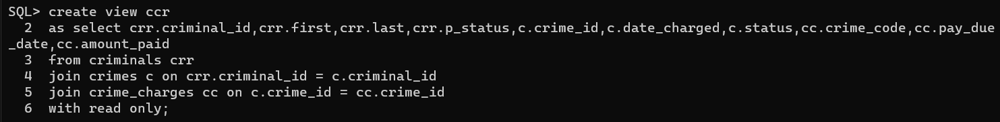 SQL> create view ccr
  2  as select crr.criminal_id,crr.first,crr.last,crr.p_status,c.crime_id,c.date_charged,c.status,cc.crime_code,cc.pay_due
_date,cc.amount_paid
  3  from criminals crr
  4  join crimes c on crr.criminal_id = c.criminal_id
  5  join crime_charges cc on c.crime_id = cc.crime_id
  6  with read only;